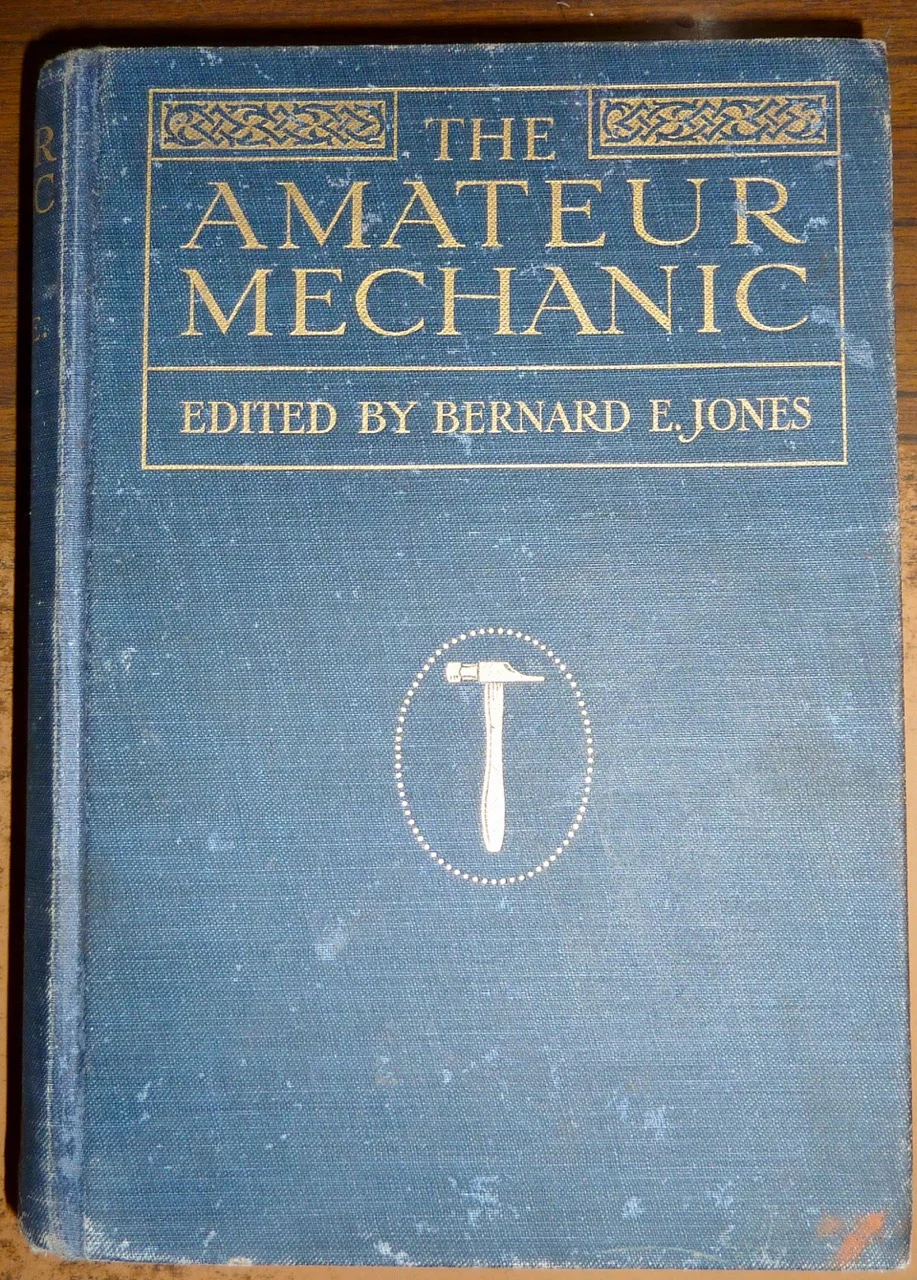 THE
AMATEUR
MECHANIC
EDITED BY BERNARD E. JONES
R
C
E.